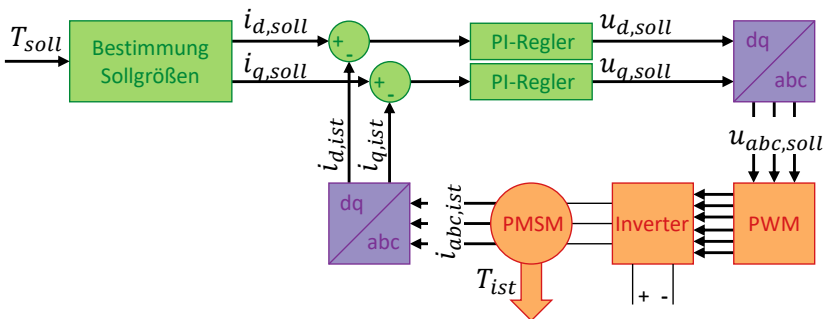 T_soll
Bestimmung
Sollgrößen
i_d,soll
i_q,soll
+
-
+
-
PI-Regler
PI-Regler
u_d,soll
u_q,soll
dq
abc
u_abc,soll
i_d,ist
i_q,ist
dq
abc
i_abc,ist
PMSM
Inverter
PWM
T_ist
+ -